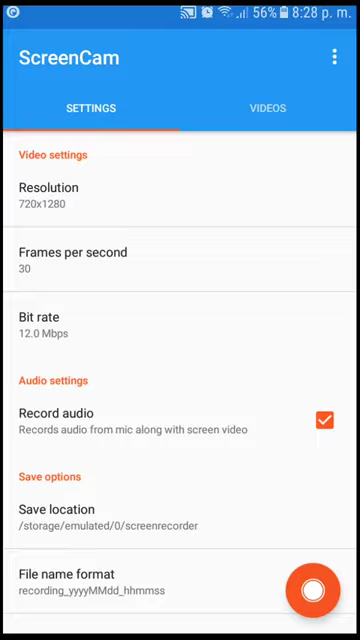 56% 8:28 p. m.
ScreenCam
SETTINGS VIDEOS
Video settings
Resolution
720x1280
Frames per second
30
Bit rate
12.0 Mbps
Audio settings
Record audio
Records audio from mic along with screen video
Save options
Save location
/storage/emulated/0/screenrecorder
File name format
recording_yyyyMMdd_hhmmss